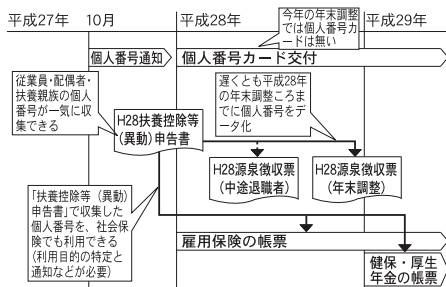 平成27年 10月
平成28年
平成29年
今年の年末調整
では個人番号カ
ードは無い
個人番号通知
個人番号カード交付
従業員・配偶者・
扶養親族の個人
番号が一気に収
集できる
遅くとも平成28年
の年末調整ころま
でに個人番号をデ
ータ化
H28扶養控除等
(異動)申告書
H28源泉徴収票
(中途退職者)
H28源泉徴収票
(年末調整)
「扶養控除等(異動)
申告書」で収集した
個人番号を、社会保
険でも利用できる
(利用目的の特定と
通知などが必要)
雇用保険の帳票
健保・厚生
年金の帳票